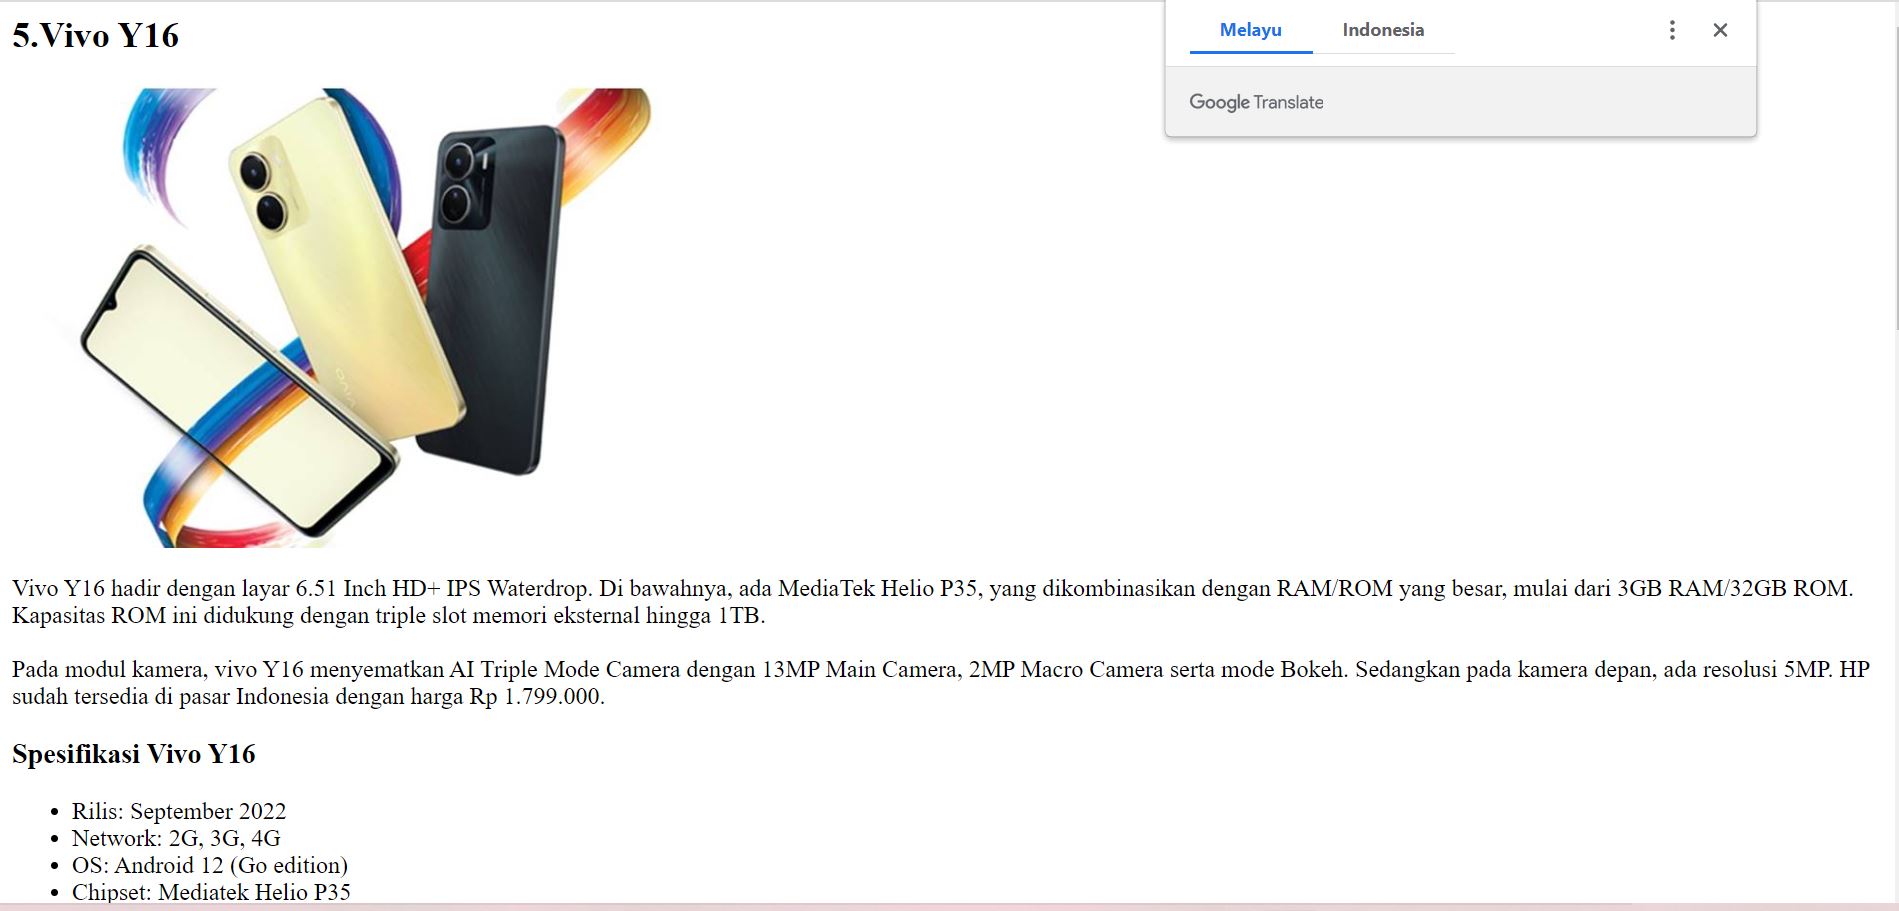 5.Vivo Y16
Melayu
Indonesia
Google Translate
vivo
Vivo Y16 hadir dengan layar 6.51 Inch HD+ IPS Waterdrop. Di bawahnya, ada MediaTek Helio P35, yang dikombinasikan dengan RAM/ROM yang besar, mulai dari 3GB RAM/32GB ROM.
Kapasitas ROM ini didukung dengan triple slot memori eksternal hingga 1TB.
Pada modul kamera, vivo Y16 menyematkan AI Triple Mode Camera dengan 13MP Main Camera, 2MP Macro Camera serta mode Bokeh. Sedangkan pada kamera depan, ada resolusi 5MP. HP
sudah tersedia di pasar Indonesia dengan harga Rp 1.799.000.
Spesifikasi Vivo Y16
• Rilis: September 2022
• Network: 2G, 3G, 4G
• OS: Android 12 (Go edition)
• Chipset: Mediatek Helio P35